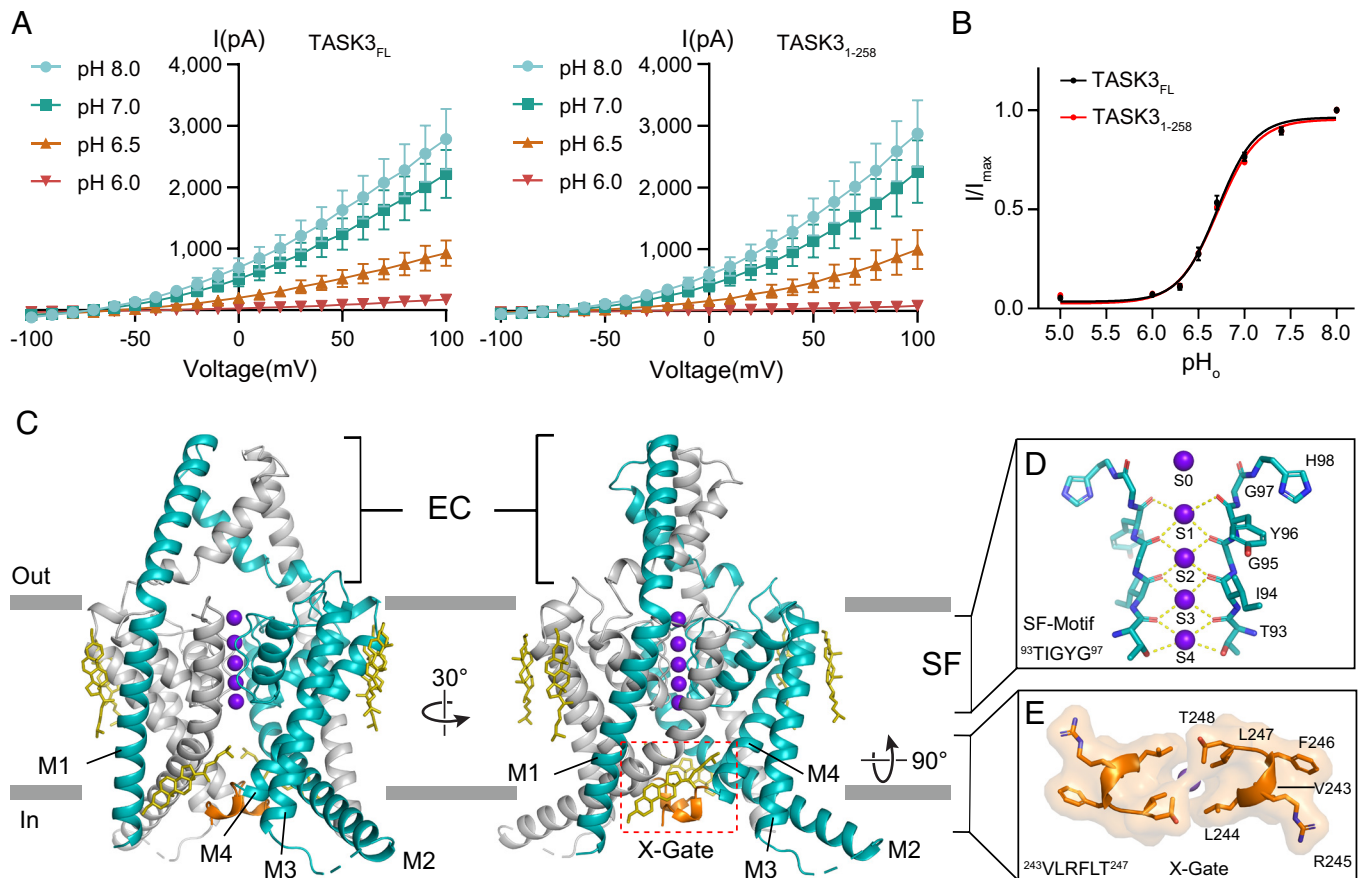 A
I(pA)
TASK3FL
4,000
3,000
2,000
1,000
pH 8.0
pH 7.0
pH 6.5
pH 6.0
-100
-50
0
50
100
Voltage(mV)
I(pA)
TASK31-258
4,000
3,000
2,000
1,000
pH 8.0
pH 7.0
pH 6.5
pH 6.0
-100
-50
0
50
100
Voltage(mV)
B
TASK3FL
TASK31-258
1.0
0.5
0.0
I/Imax
5.0 5.5 6.0 6.5 7.0 7.5 8.0
pHo
C
EC
Out
In
30°
M1
M4
M3
M2
M1
X-Gate
M4
M3
M2
SF
90°
D
S0
H98
G97
S1
Y96
S2
G95
I94
S3
T93
S4
SF-Motif
93TIGYG97
E
T248
L247
F246
V243
L244
R245
243VLRFLT247
X-Gate